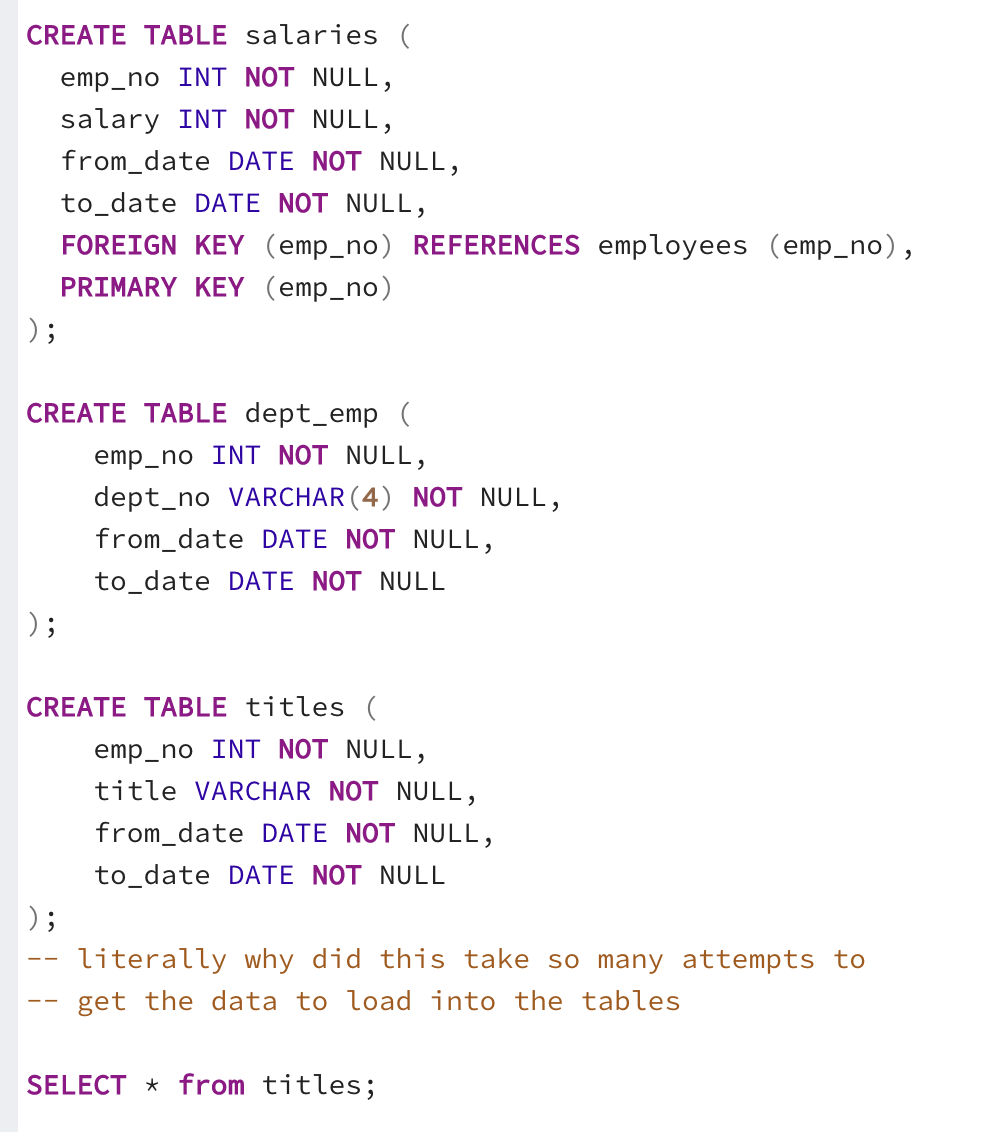 CREATE TABLE salaries (
  emp_no INT NOT NULL,
  salary INT NOT NULL,
  from_date DATE NOT NULL,
  to_date DATE NOT NULL,
  FOREIGN KEY (emp_no) REFERENCES employees (emp_no),
  PRIMARY KEY (emp_no)
);

CREATE TABLE dept_emp (
    emp_no INT NOT NULL,
    dept_no VARCHAR(4) NOT NULL,
    from_date DATE NOT NULL,
    to_date DATE NOT NULL
);

CREATE TABLE titles (
    emp_no INT NOT NULL,
    title VARCHAR NOT NULL,
    from_date DATE NOT NULL,
    to_date DATE NOT NULL
);
-- literally why did this take so many attempts to
-- get the data to load into the tables

SELECT * from titles;